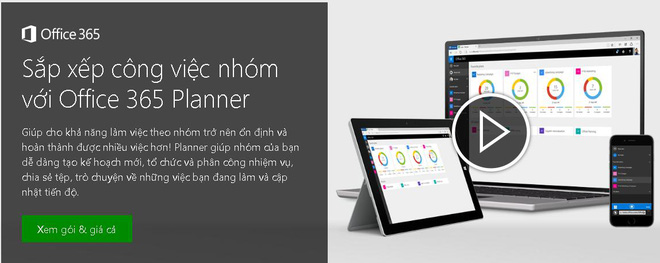 Office 365
Sắp xếp công việc nhóm
với Office 365 Planner
Giúp cho khả năng làm việc theo nhóm trở nên ổn định và
hoàn thành được nhiều việc hơn! Planner giúp nhóm của bạn
dễ dàng tạo kế hoạch mới, tổ chức và phân công nhiệm vụ,
chia sẻ tệp, trò chuyện về những việc bạn đang làm và cập
nhật tiến độ.
Xem gói & giá cả